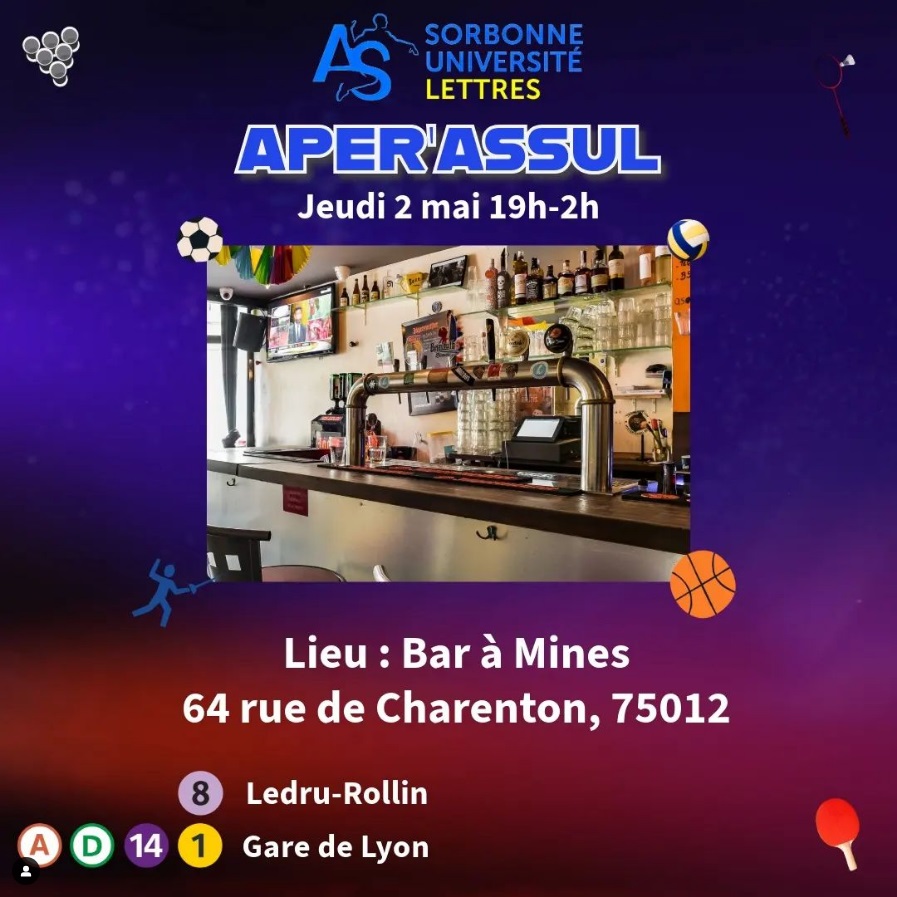 AS SORBONNE
UNIVERSITÉ
LETTRES
APER'ASSUL
Jeudi 2 mai 19h-2h
Lieu : Bar à Mines
64 rue de Charenton, 75012
8 Ledru-Rollin
A D 14 1 Gare de Lyon